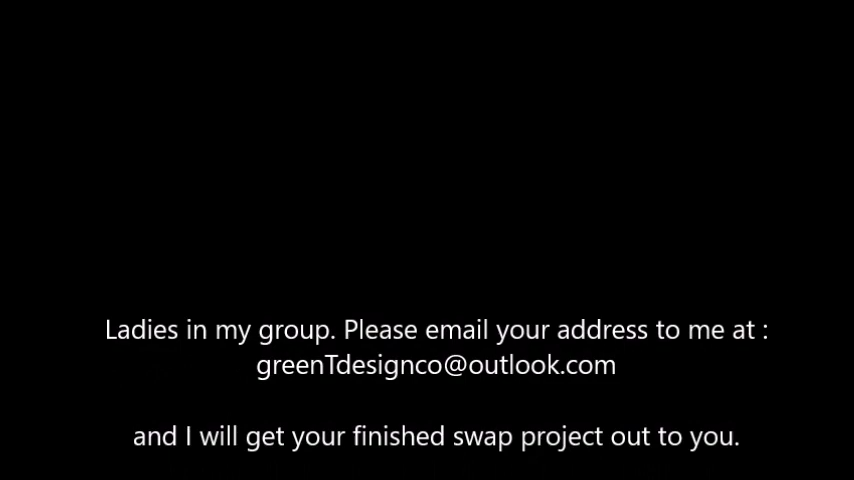 Ladies in my group. Please email your address to me at :
greenTdesignco@outlook.com
and I will get your finished swap project out to you.